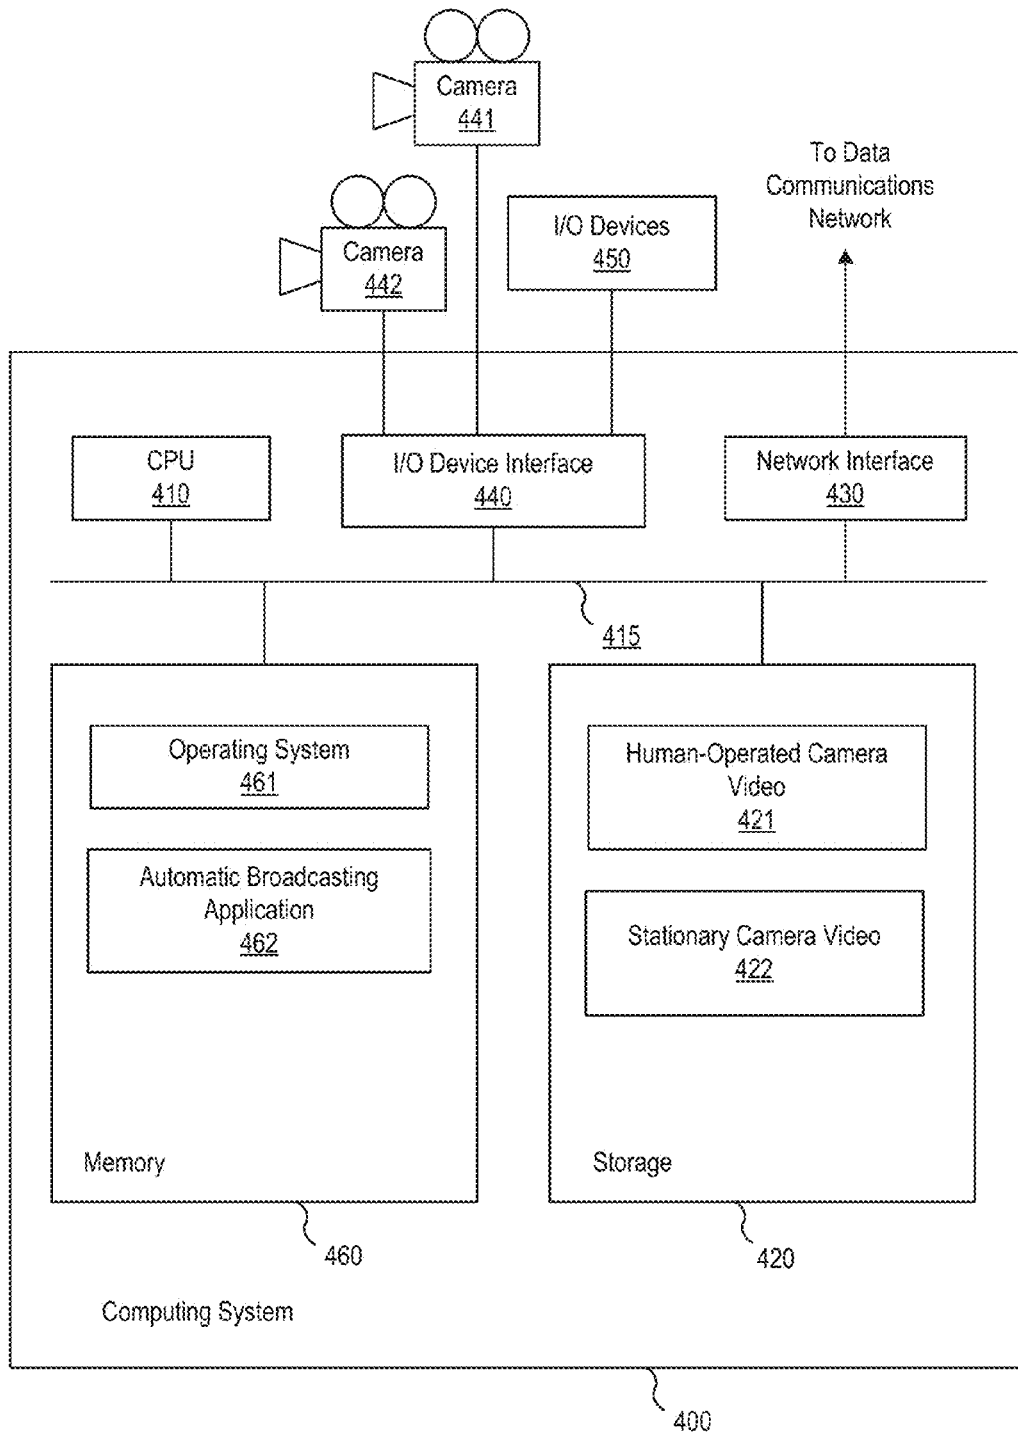 Camera
441
To Data
Communications
Network
Camera
442
I/O Devices
450
CPU
410
I/O Device Interface
440
Network Interface
430
415
Operating System
461
Automatic Broadcasting
Application
462
Memory
460
Human-Operated Camera
Video
421
Stationary Camera Video
422
Storage
420
Computing System
400